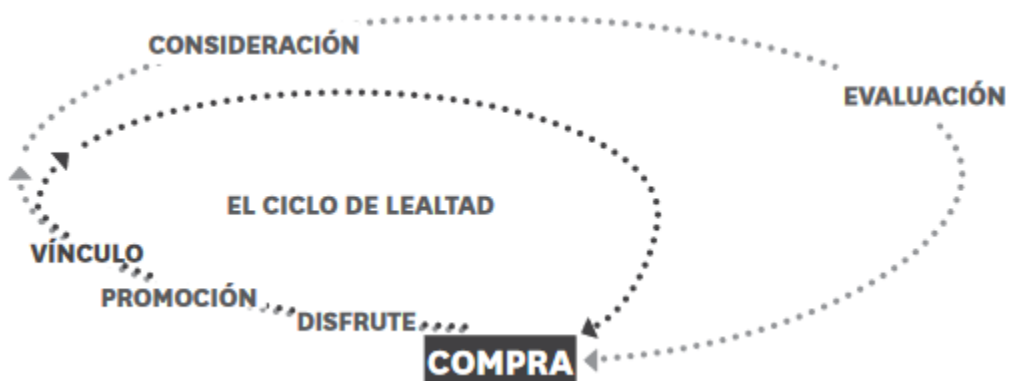 CONSIDERACIÓN
EVALUACIÓN
EL CICLO DE LEALTAD
VÍNCULO
PROMOCIÓN
DISFRUTE
COMPRA